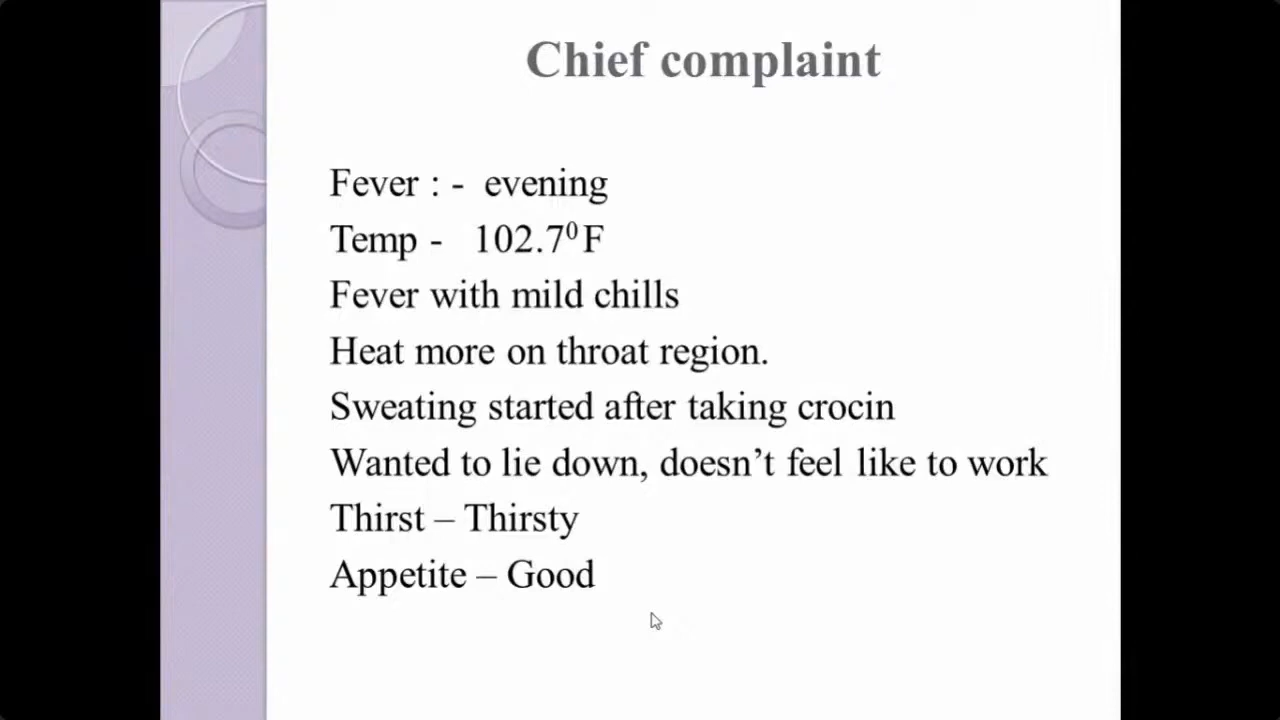 Chief complaint
Fever : -  evening
Temp -   102.7⁰ F
Fever with mild chills
Heat more on throat region.
Sweating started after taking crocin
Wanted to lie down, doesn’t feel like to work
Thirst – Thirsty
Appetite – Good